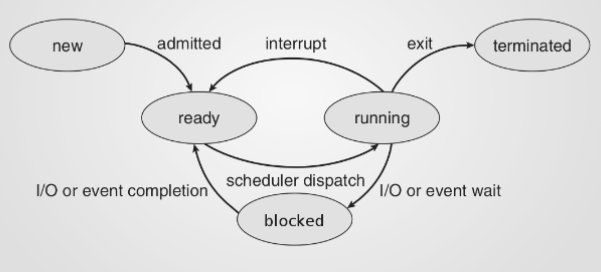 new
admitted
interrupt
exit
terminated
ready
running
I/O or event completion
scheduler dispatch
I/O or event wait
blocked